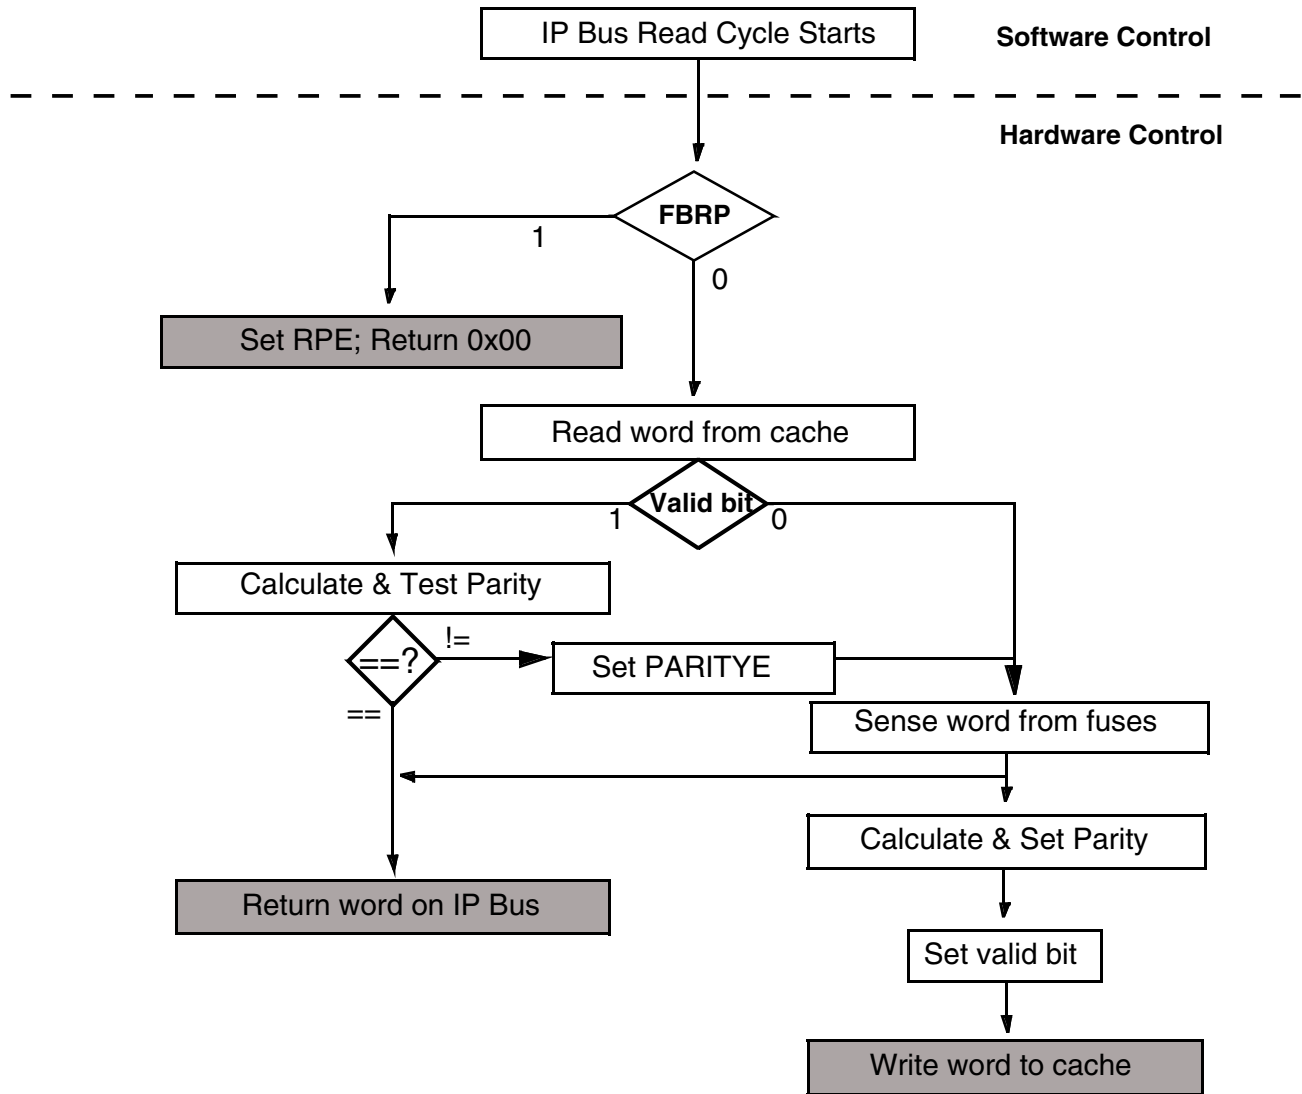 IP Bus Read Cycle Starts
Software Control
Hardware Control
FBRP
1
0
Set RPE; Return 0x00
Read word from cache
Valid bit
1
0
Calculate & Test Parity
!=
==?
Set PARITYE
==
Sense word from fuses
Calculate & Set Parity
Return word on IP Bus
Set valid bit
Write word to cache